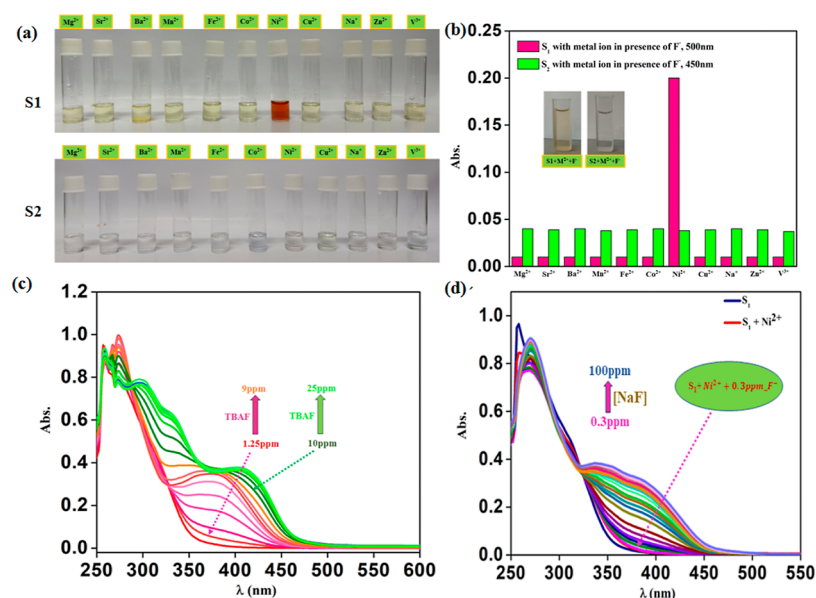 (a)
Mg²⁺ Sr²⁺ Ba²⁺ Mn²⁺ Fe²⁺ Co²⁺ Ni²⁺ Cu²⁺ Na⁺ Zn²⁺ V³⁺
S1
Mg²⁺ Sr²⁺ Ba²⁺ Mn²⁺ Fe²⁺ Co²⁺ Ni²⁺ Cu²⁺ Na⁺ Zn²⁺ V³⁺
S2
(b)
S₁ with metal ion in presence of F⁻, 500nm
S₂ with metal ion in presence of F⁻, 450nm
S1+M²⁺+F⁻ S2+M²⁺+F⁻
Abs.
0.25
0.20
0.15
0.10
0.05
0.00
Mg²⁺ Sr²⁺ Ba²⁺ Mn²⁺ Fe²⁺ Co²⁺ Ni²⁺ Cu²⁺ Na⁺ Zn²⁺ V³⁺
(c)
1.2
1.0
0.8
0.6
0.4
0.2
0.0
Abs.
9ppm
TBAF
1.25ppm
25ppm
TBAF
10ppm
250 300 350 400 450 500 550 600
λ (nm)
(d)
S₁
S₁ + Ni²⁺
100ppm
[NaF]
0.3ppm
S₁+Ni²⁺ + 0.3ppm_F⁻
1.0
0.8
0.6
0.4
0.2
0.0
Abs.
250 300 350 400 450 500 550
λ (nm)